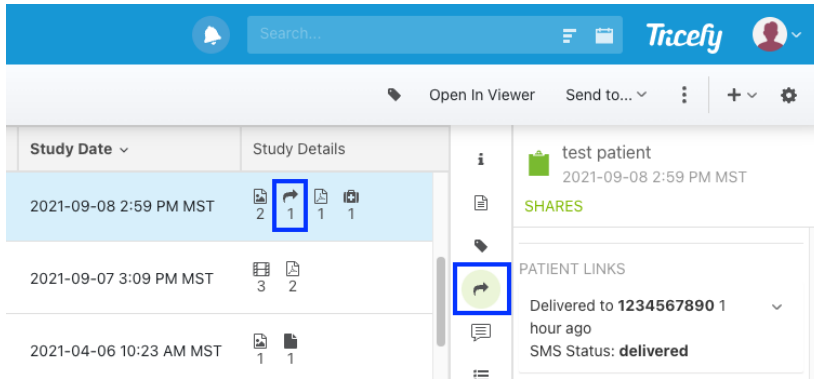 Search...
Tricefy
Open In Viewer
Send to...
Study Date
Study Details
i
test patient
2021-09-08 2:59 PM MST
SHARES
2021-09-08 2:59 PM MST
2 1 1 1
PATIENT LINKS
2021-09-07 3:09 PM MST
3 2
Delivered to 1234567890 1
hour ago
SMS Status: delivered
2021-04-06 10:23 AM MST
1 1